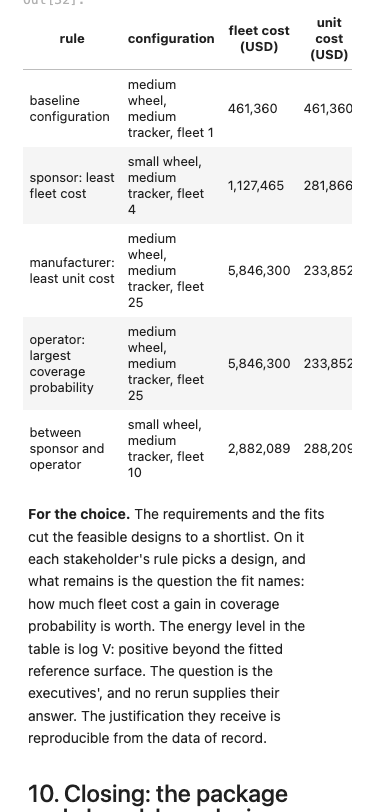 rule configuration fleet cost (USD) unit cost (USD)
baseline configuration medium wheel, medium tracker, fleet 1 461,360 461,360
sponsor: least fleet cost small wheel, medium tracker, fleet 4 1,127,465 281,866
manufacturer: least unit cost medium wheel, medium tracker, fleet 25 5,846,300 233,852
operator: largest coverage probability medium wheel, medium tracker, fleet 25 5,846,300 233,852
between sponsor and operator small wheel, medium tracker, fleet 10 2,882,089 288,209
For the choice. The requirements and the fits
cut the feasible designs to a shortlist. On it
each stakeholder's rule picks a design, and
what remains is the question the fit names:
how much fleet cost a gain in coverage
probability is worth. The energy level in the
table is log V: positive beyond the fitted
reference surface. The question is the
executives', and no rerun supplies their
answer. The justification they receive is
reproducible from the data of record.
10. Closing: the package